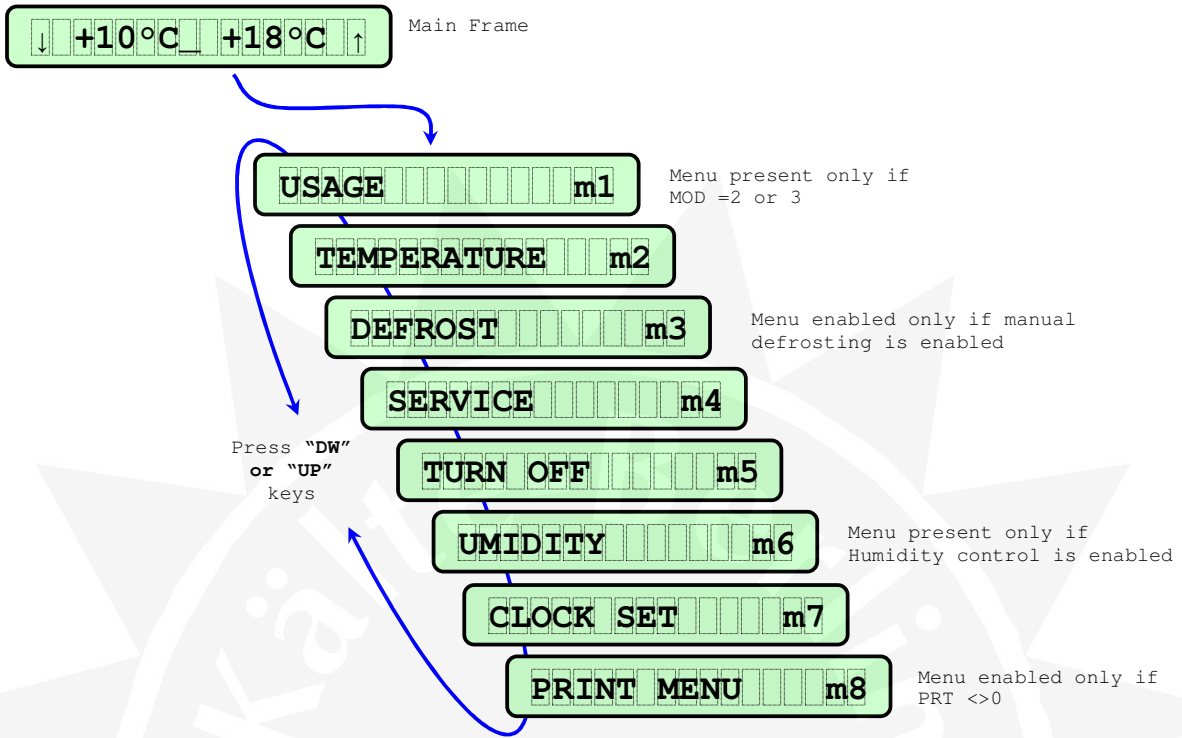 ↓ +10°C_ +18°C ↑
Main Frame
USAGE m1
Menu present only if
MOD =2 or 3
TEMPERATURE m2
DEFROST m3
Menu enabled only if manual
defrosting is enabled
SERVICE m4
Press “DW”
or “UP”
keys
TURN OFF m5
UMIDITY m6
Menu present only if
Humidity control is enabled
CLOCK SET m7
PRINT MENU m8
Menu enabled only if
PRT <>0
Kälte